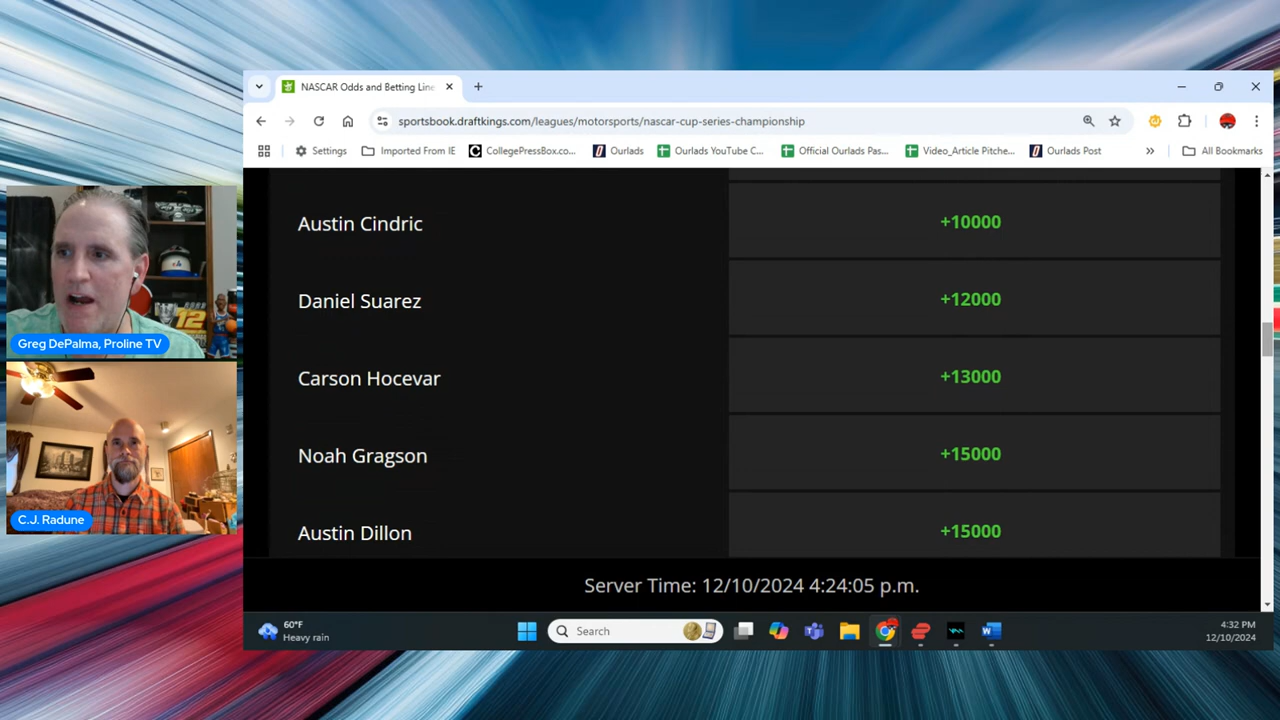 NASCAR Odds and Betting Line
sportsbook.draftkings.com/leagues/motorsports/nascar-cup-series-championship
Settings
Imported From IE
CollegePressBox.co...
Ourlads
Ourlads YouTube C...
Official Ourlads Pas...
Video_Article Pitche...
Ourlads Post
All Bookmarks
Austin Cindric +10000
Daniel Suarez +12000
Carson Hocevar +13000
Noah Gragson +15000
Austin Dillon +15000
Server Time: 12/10/2024 4:24:05 p.m.
12
Greg DePalma, Proline TV
C.J. Radune
60°F
Heavy rain
Search
4:32 PM
12/10/2024